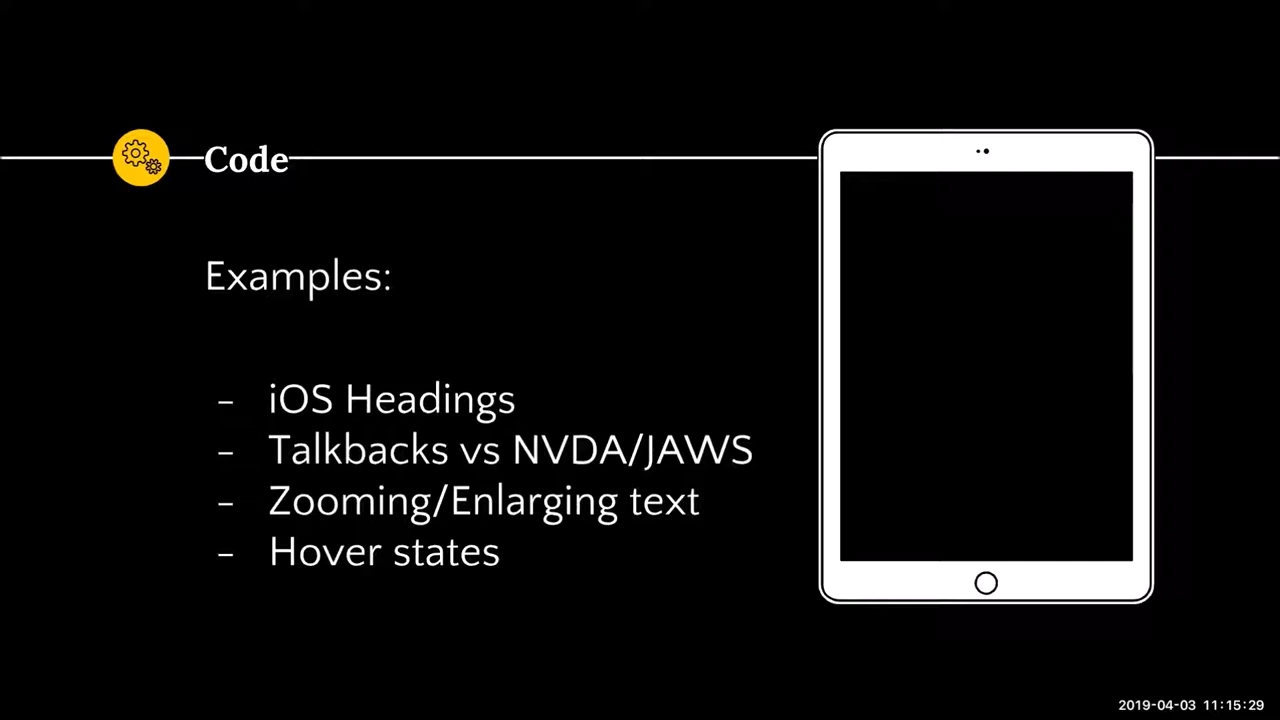 Code
Examples:
- iOS Headings
- Talkbacks vs NVDA/JAWS
- Zooming/Enlarging text
- Hover states
2019-04-03 11:15:29